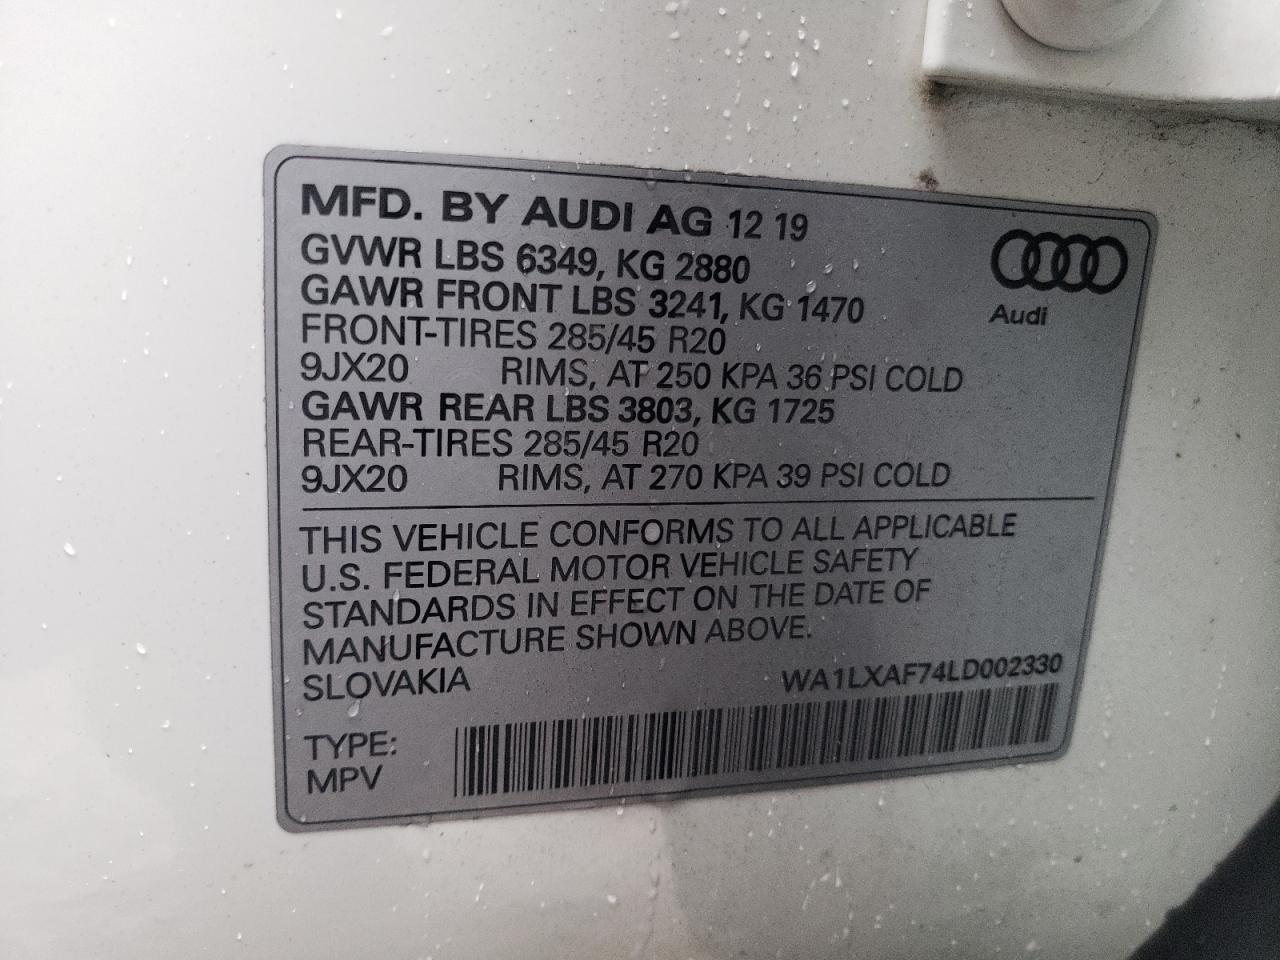 MFD. BY AUDI AG 12 19
GVWR LBS 6349, KG 2880
GAWR FRONT LBS 3241, KG 1470
FRONT-TIRES 285/45 R20
9JX20 RIMS, AT 250 KPA 36 PSI COLD
GAWR REAR LBS 3803, KG 1725
REAR-TIRES 285/45 R20
9JX20 RIMS, AT 270 KPA 39 PSI COLD
Audi
THIS VEHICLE CONFORMS TO ALL APPLICABLE
U.S. FEDERAL MOTOR VEHICLE SAFETY
STANDARDS IN EFFECT ON THE DATE OF
MANUFACTURE SHOWN ABOVE.
SLOVAKIA WA1LXAF74LD002330
TYPE:
MPV